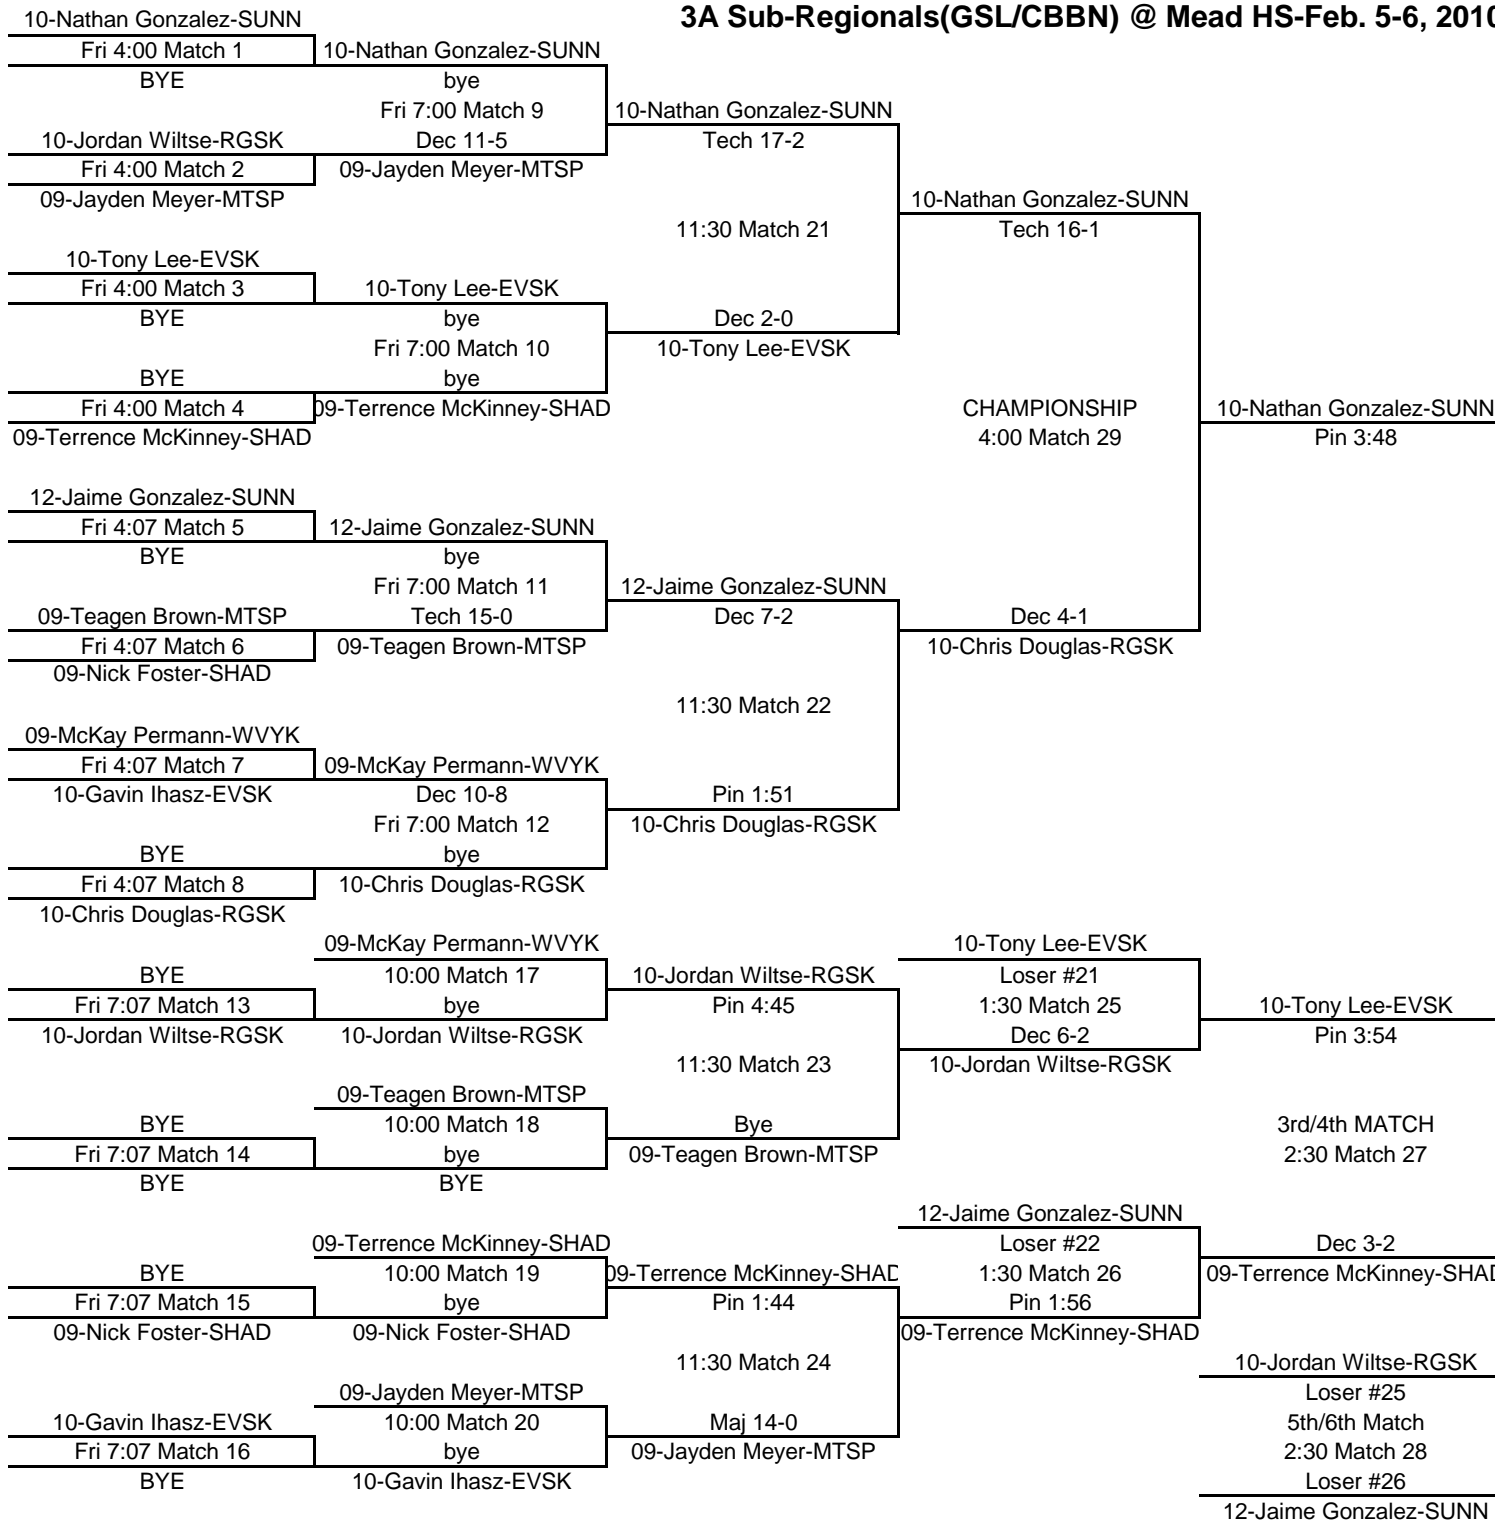 3A Sub-Regionals(GSL/CBBN) @ Mead HS-Feb. 5-6, 2010
10-Nathan Gonzalez-SUNN
Fri 4:00 Match 1
BYE
10-Jordan Wiltse-RGSK
Fri 4:00 Match 2
09-Jayden Meyer-MTSP
10-Tony Lee-EVSK
Fri 4:00 Match 3
BYE
BYE
Fri 4:00 Match 4
09-Terrence McKinney-SHAD
12-Jaime Gonzalez-SUNN
Fri 4:07 Match 5
BYE
09-Teagen Brown-MTSP
Fri 4:07 Match 6
09-Nick Foster-SHAD
09-McKay Permann-WVYK
Fri 4:07 Match 7
10-Gavin Ihasz-EVSK
BYE
Fri 4:07 Match 8
10-Chris Douglas-RGSK
10-Nathan Gonzalez-SUNN
bye
Fri 7:00 Match 9
Dec 11-5
09-Jayden Meyer-MTSP
10-Tony Lee-EVSK
bye
Fri 7:00 Match 10
bye
09-Terrence McKinney-SHAD
12-Jaime Gonzalez-SUNN
bye
Fri 7:00 Match 11
Tech 15-0
09-Teagen Brown-MTSP
09-McKay Permann-WVYK
Dec 10-8
Fri 7:00 Match 12
bye
10-Chris Douglas-RGSK
10-Nathan Gonzalez-SUNN
Tech 17-2
11:30 Match 21
Dec 2-0
10-Tony Lee-EVSK
12-Jaime Gonzalez-SUNN
Dec 7-2
11:30 Match 22
Pin 1:51
10-Chris Douglas-RGSK
10-Nathan Gonzalez-SUNN
Tech 16-1
CHAMPIONSHIP
4:00 Match 29
Dec 4-1
10-Chris Douglas-RGSK
10-Nathan Gonzalez-SUNN
Pin 3:48
BYE
Fri 7:07 Match 13
10-Jordan Wiltse-RGSK
BYE
Fri 7:07 Match 14
BYE
BYE
Fri 7:07 Match 15
09-Nick Foster-SHAD
10-Gavin Ihasz-EVSK
Fri 7:07 Match 16
BYE
09-McKay Permann-WVYK
10:00 Match 17
bye
10-Jordan Wiltse-RGSK
09-Teagen Brown-MTSP
10:00 Match 18
bye
BYE
09-Terrence McKinney-SHAD
10:00 Match 19
bye
09-Nick Foster-SHAD
09-Jayden Meyer-MTSP
10:00 Match 20
bye
10-Gavin Ihasz-EVSK
10-Jordan Wiltse-RGSK
Pin 4:45
11:30 Match 23
Bye
09-Teagen Brown-MTSP
09-Terrence McKinney-SHAD
Pin 1:44
11:30 Match 24
Maj 14-0
09-Jayden Meyer-MTSP
10-Tony Lee-EVSK
Loser #21
1:30 Match 25
Dec 6-2
10-Jordan Wiltse-RGSK
12-Jaime Gonzalez-SUNN
Loser #22
1:30 Match 26
Pin 1:56
09-Terrence McKinney-SHAD
10-Tony Lee-EVSK
Pin 3:54
3rd/4th MATCH
2:30 Match 27
Dec 3-2
09-Terrence McKinney-SHAD
10-Jordan Wiltse-RGSK
Loser #25
5th/6th Match
2:30 Match 28
Loser #26
12-Jaime Gonzalez-SUNN